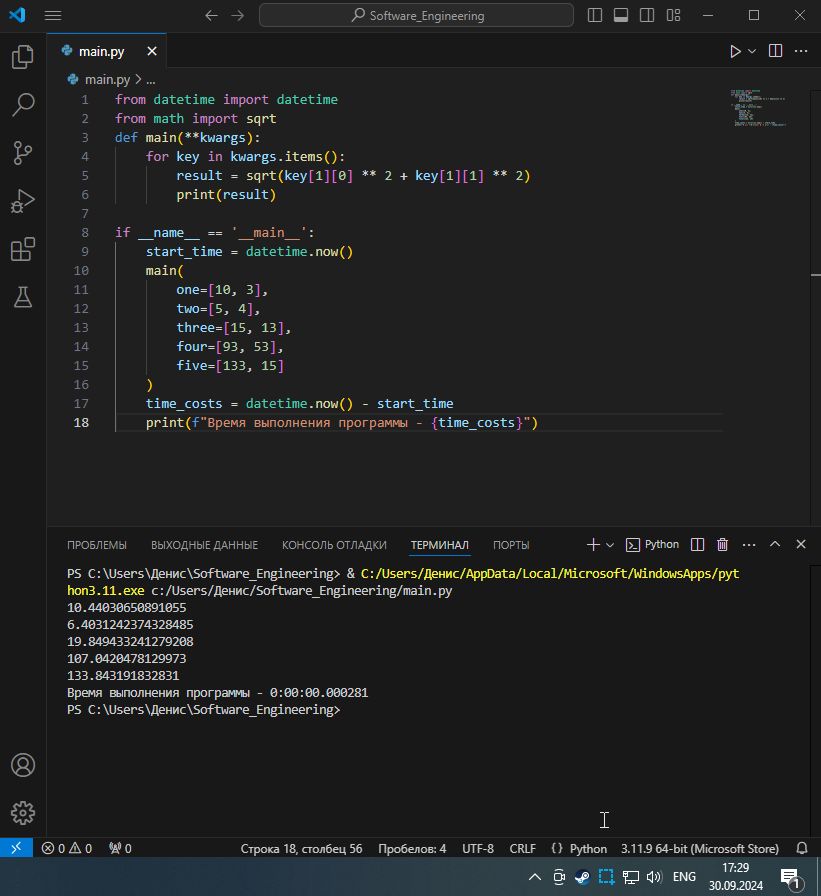 Software_Engineering
main.py
main.py > ...
1 from datetime import datetime
2 from math import sqrt
3 def main(**kwargs):
4     for key in kwargs.items():
5         result = sqrt(key[1][0] ** 2 + key[1][1] ** 2)
6         print(result)
7
8 if __name__ == '__main__':
9     start_time = datetime.now()
10     main(
11         one=[10, 3],
12         two=[5, 4],
13         three=[15, 13],
14         four=[93, 53],
15         five=[133, 15]
16     )
17     time_costs = datetime.now() - start_time
18     print(f"Время выполнения программы - {time_costs}")
ПРОБЛЕМЫ ВЫХОДНЫЕ ДАННЫЕ КОНСОЛЬ ОТЛАДКИ ТЕРМИНАЛ ПОРТЫ Python
PS C:\Users\Денис\Software_Engineering> & C:/Users/Денис/AppData/Local/Microsoft/WindowsApps/pyt
hon3.11.exe c:/Users/Денис/Software_Engineering/main.py
10.44030650891055
6.4031242374328485
19.849433241279208
107.0420478129973
133.843191832831
Время выполнения программы - 0:00:00.000281
PS C:\Users\Денис\Software_Engineering>
0 0 0 Строка 18, столбец 56 Пробелов: 4 UTF-8 CRLF {} Python 3.11.9 64-bit (Microsoft Store)
ENG 17:29 1
30.09.2024